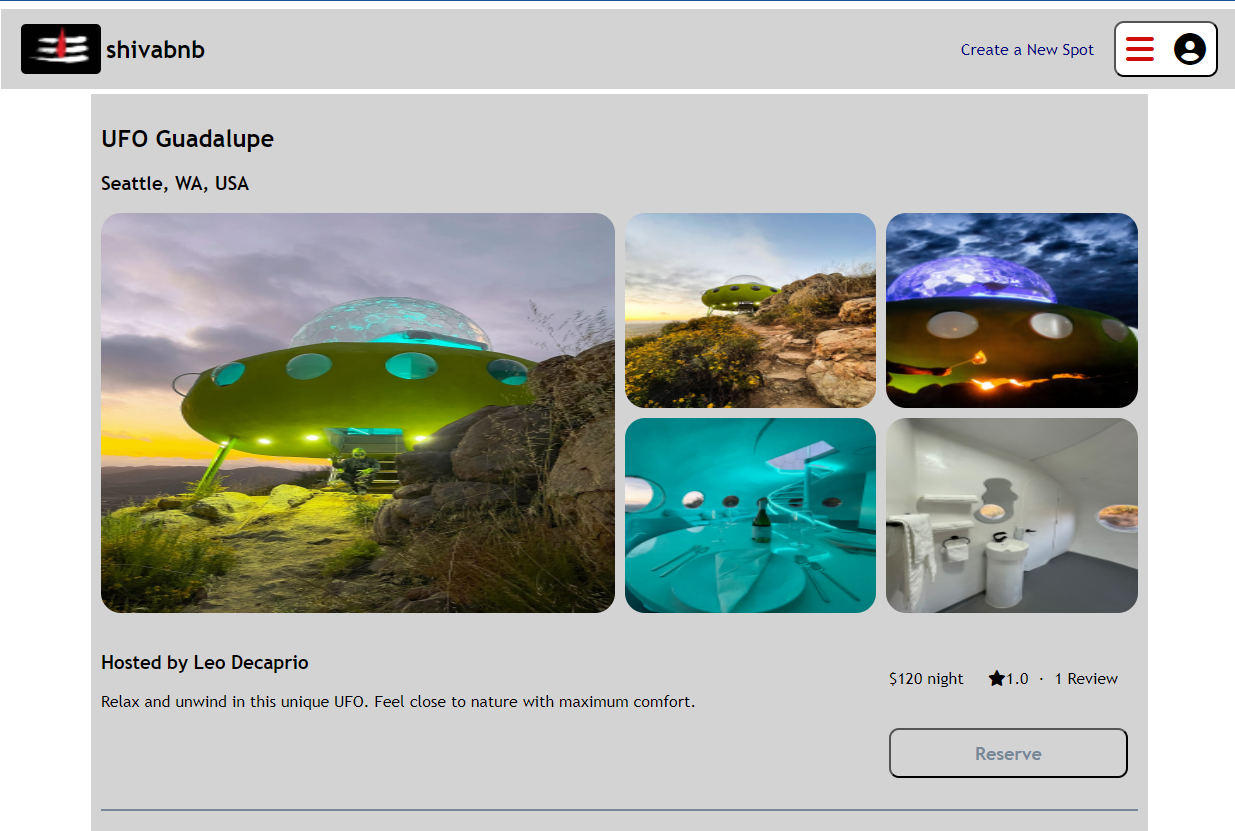 shivabnb
Create a New Spot
UFO Guadalupe
Seattle, WA, USA
Hosted by Leo Decaprio
$120 night ★1.0 · 1 Review
Relax and unwind in this unique UFO. Feel close to nature with maximum comfort.
Reserve